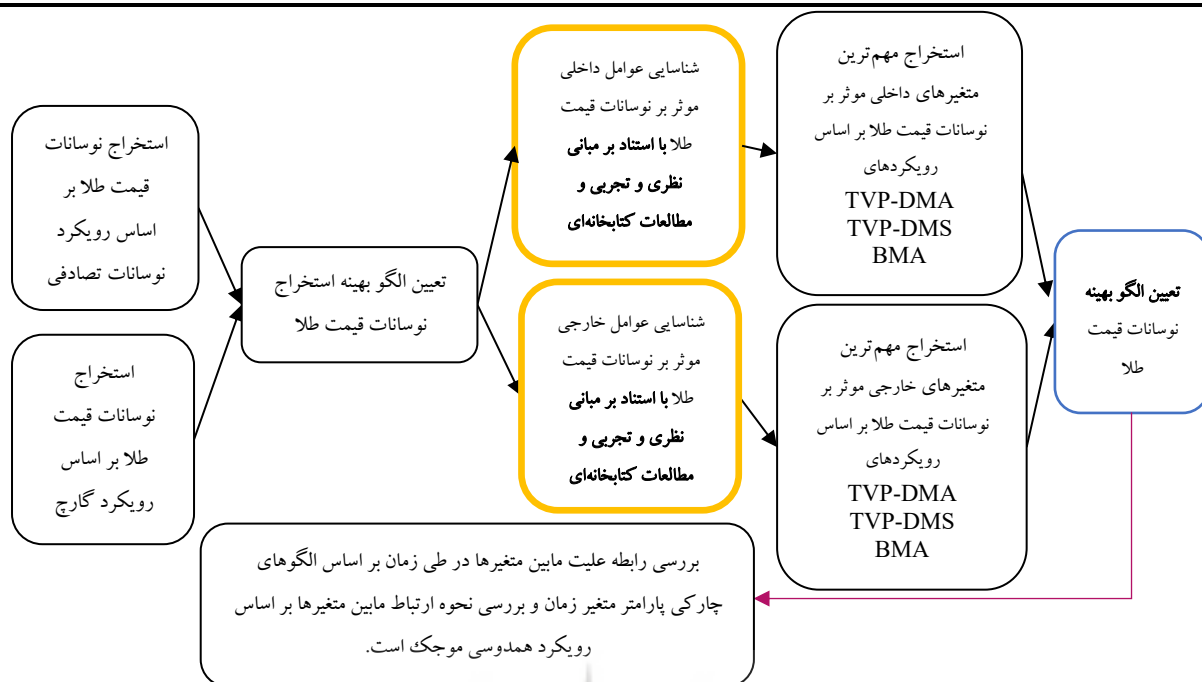 استخراج نوسانات
قیمت طلا بر
اساس رویکرد
نوسانات تصادفی
استخراج
نوسانات قیمت
طلا بر اساس
رویکرد گارچ
تعیین الگو بهینه استخراج
نوسانات قیمت طلا
شناسایی عوامل داخلی
موثر بر نوسانات قیمت
طلا با استناد بر مبانی
نظری و تجربی و
مطالعات کتابخانه‌ای
شناسایی عوامل خارجی
موثر بر نوسانات قیمت
طلا با استناد بر مبانی
نظری و تجربی و
مطالعات کتابخانه‌ای
استخراج مهم‌ترین
متغیرهای داخلی موثر بر
نوسانات قیمت طلا بر اساس
رویکردهای
TVP-DMA
TVP-DMS
BMA
استخراج مهم‌ترین
متغیرهای خارجی موثر بر
نوسانات قیمت طلا بر اساس
رویکردهای
TVP-DMA
TVP-DMS
BMA
تعیین الگو بهینه
نوسانات قیمت
طلا
بررسی رابطه علیت مابین متغیرها در طی زمان بر اساس الگوهای
چارکی پارامتر متغیر زمان و بررسی نحوه ارتباط مابین متغیرها بر اساس
رویکرد همدوسی موجک است.